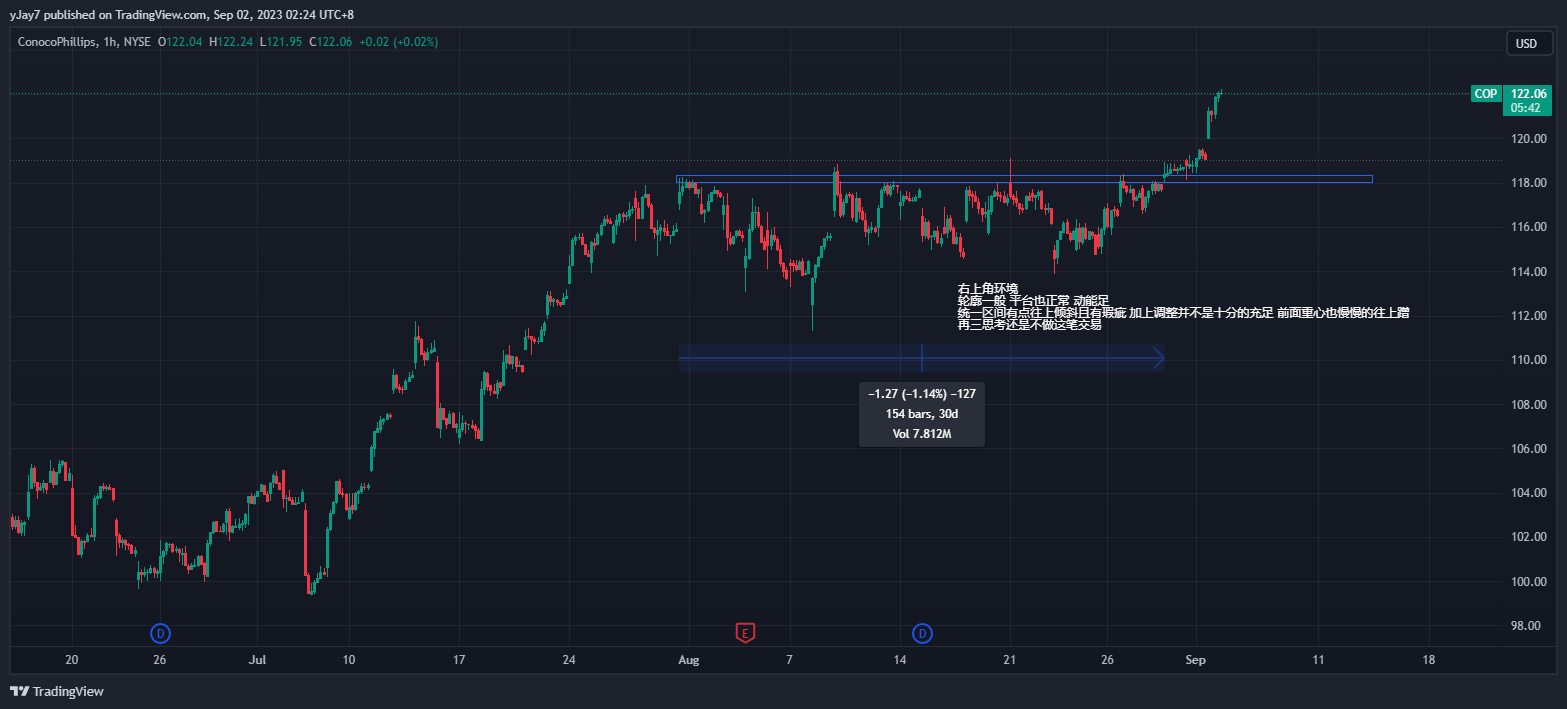 yJay7 published on TradingView.com, Sep 02, 2023 02:24 UTC+8
ConocoPhillips, 1h, NYSE O122.04 H122.24 L121.95 C122.06 +0.02 (+0.02%)
USD
COP 122.06
05:42
120.00
118.00
116.00
114.00
112.00
110.00
108.00
106.00
104.00
102.00
100.00
98.00
右上角环境
轮廓一般 平台也正常 动能足
统一区间有点往上倾斜且有瑕疵 加上调整并不是十分的充足 前面重心也慢慢的往上蹭
再三思考还是不做这笔交易
−1.27 (−1.14%) −127
154 bars, 30d
Vol 7.812M
D E D
20 26 Jul 10 17 24 Aug 7 14 21 26 Sep 11 18
TradingView